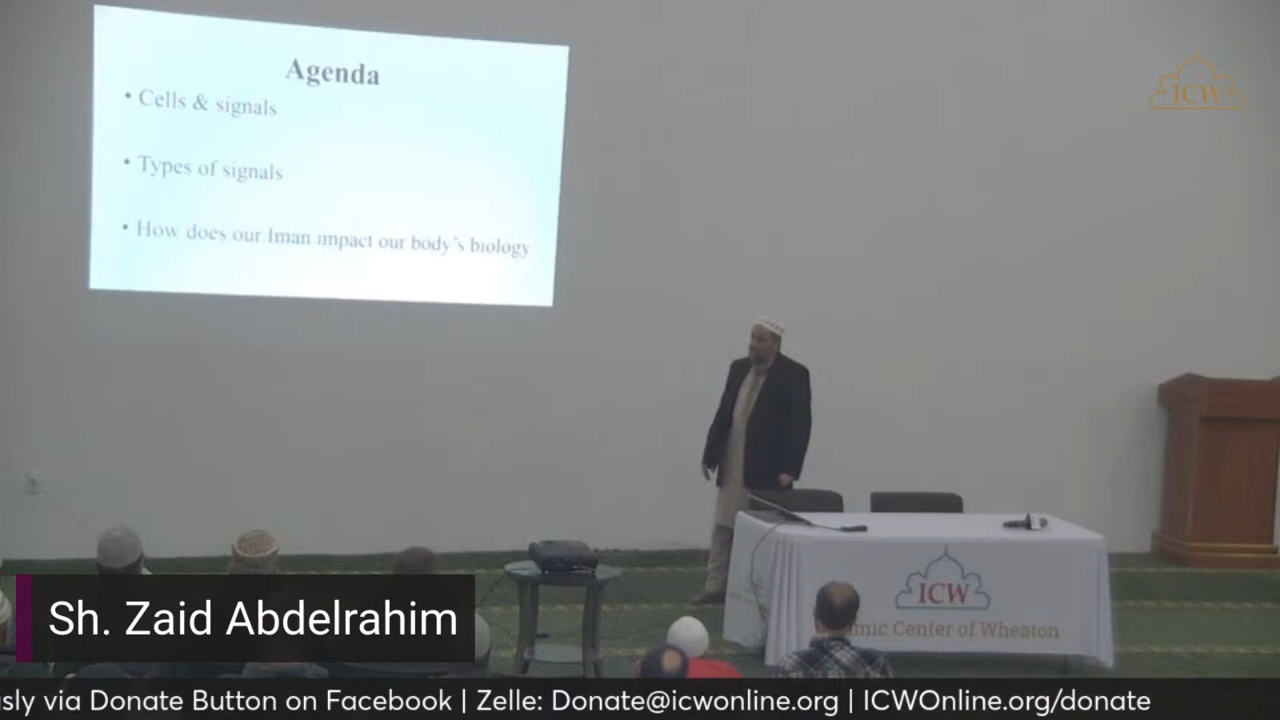 Agenda
• Cells & signals
• Types of signals
• How does our Iman impact our body's biology
ICW
ICW
mic Center of Wheaton
Sh. Zaid Abdelrahim
sly via Donate Button on Facebook | Zelle: Donate@icwonline.org | ICWOnline.org/donate